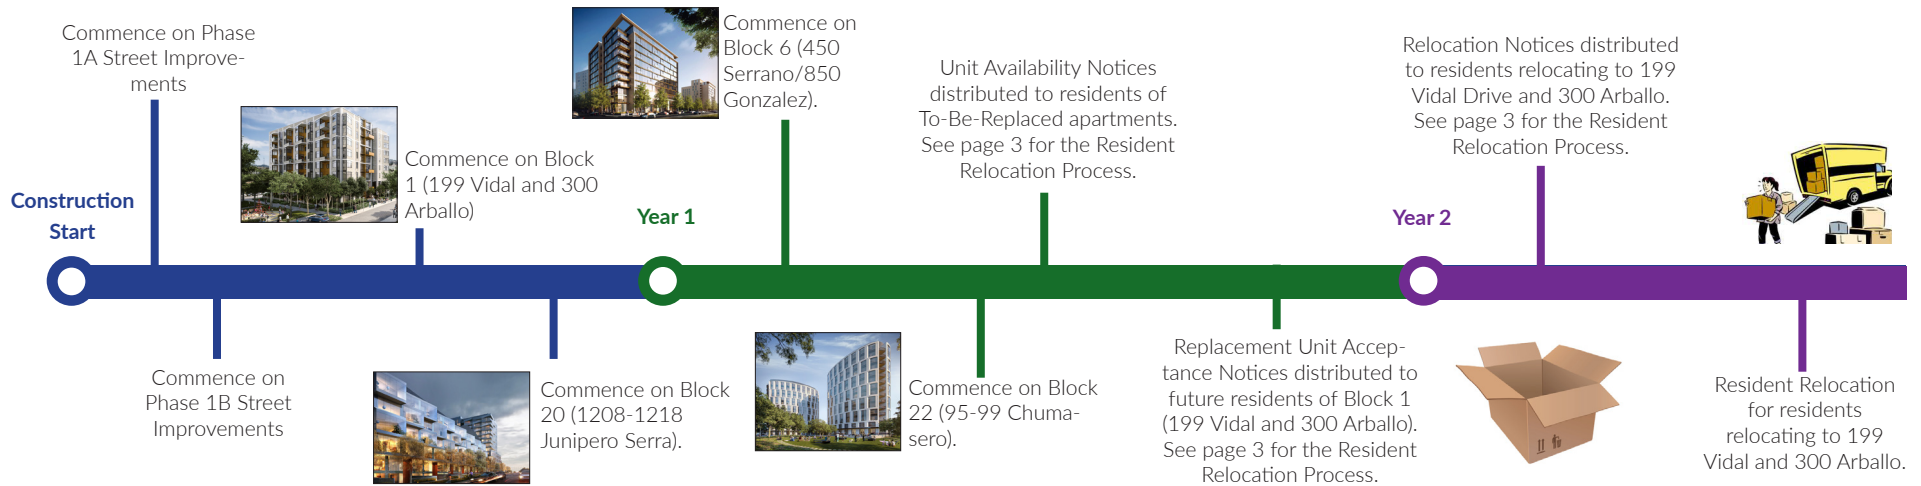 Commence on Phase
1A Street Improve-
ments
Commence on Block
1 (199 Vidal and 300
Arballo)
Commence on
Block 6 (450
Serrano/850
Gonzalez).
Unit Availability Notices
distributed to residents of
To-Be-Replaced apartments.
See page 3 for the Resident
Relocation Process.
Relocation Notices distributed
to residents relocating to 199
Vidal Drive and 300 Arballo.
See page 3 for the Resident
Relocation Process.
Construction
Start
Year 1
Year 2
Commence on
Phase 1B Street
Improvements
Commence on Block
20 (1208-1218
Junipero Serra).
Commence on Block
22 (95-99 Chuma-
sero).
Replacement Unit Accep-
tance Notices distributed to
future residents of Block 1
(199 Vidal and 300 Arballo).
See page 3 for the Resident
Relocation Process.
Resident Relocation
for residents
relocating to 199
Vidal and 300 Arballo.